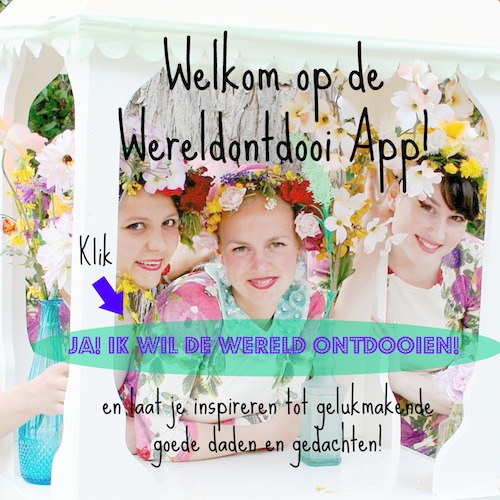 Welkom op de
Wereldontdooi App!
Klik
JA! IK WIL DE WERELD ONTDOOIEN!
en laat je inspireren tot gelukmakende
goede daden en gedachten!